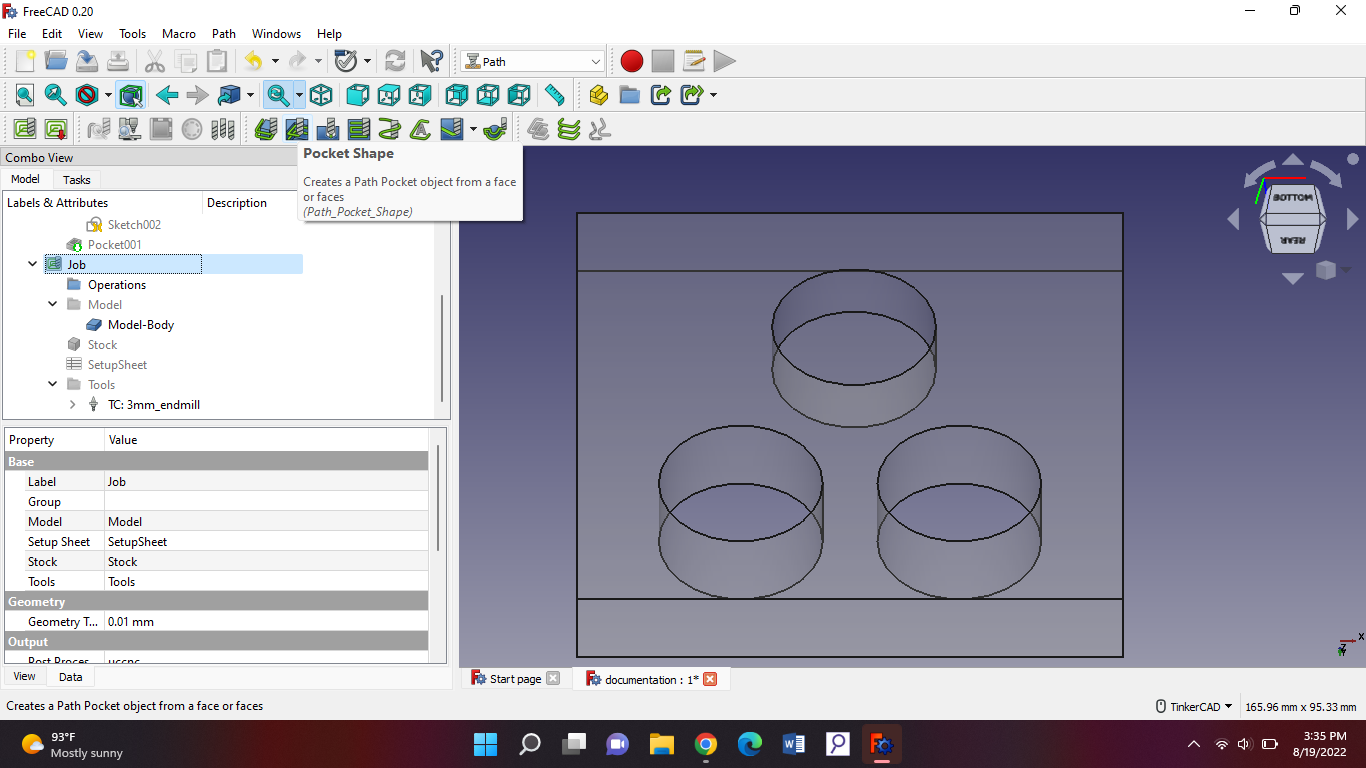 FreeCAD 0.20
File Edit View Tools Macro Path Windows Help
Path
Combo View
Model Tasks
Labels & Attributes Description
Sketch002
Pocket001
Job
Operations
Model
Model-Body
Stock
SetupSheet
Tools
TC: 3mm_endmill
Pocket Shape
Creates a Path Pocket object from a face
or faces
(Path_Pocket_Shape)
BOTTOM
REAR
Property Value
Base
Label Job
Group
Model Model
Setup Sheet SetupSheet
Stock Stock
Tools Tools
Geometry
Geometry T... 0.01 mm
Output
Post Proces uccnc
View Data
X
Z
Y
Start page documentation : 1*
Creates a Path Pocket object from a face or faces
TinkerCAD 165.96 mm x 95.33 mm
93°F
Mostly sunny
3:35 PM
8/19/2022